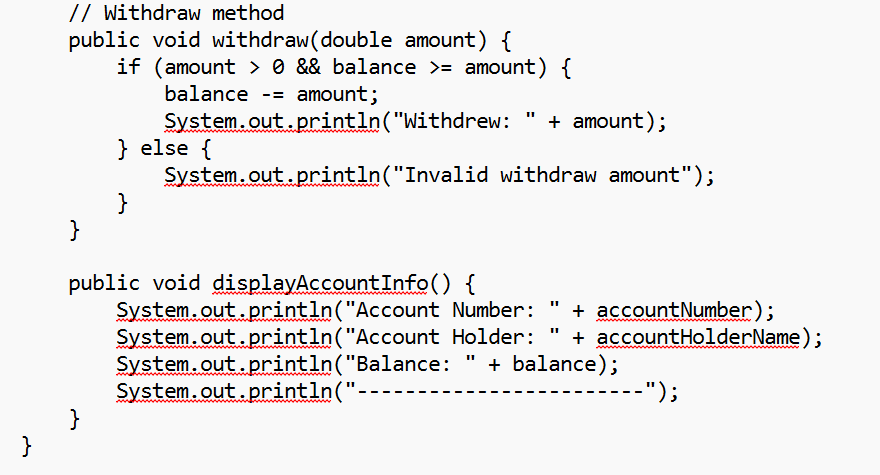 // Withdraw method
public void withdraw(double amount) {
if (amount > 0 && balance >= amount) {
balance -= amount;
System.out.println("Withdrew: " + amount);
} else {
System.out.println("Invalid withdraw amount");
}
}
public void displayAccountInfo() {
System.out.println("Account Number: " + accountNumber);
System.out.println("Account Holder: " + accountHolderName);
System.out.println("Balance: " + balance);
System.out.println("------------------------");
}
}